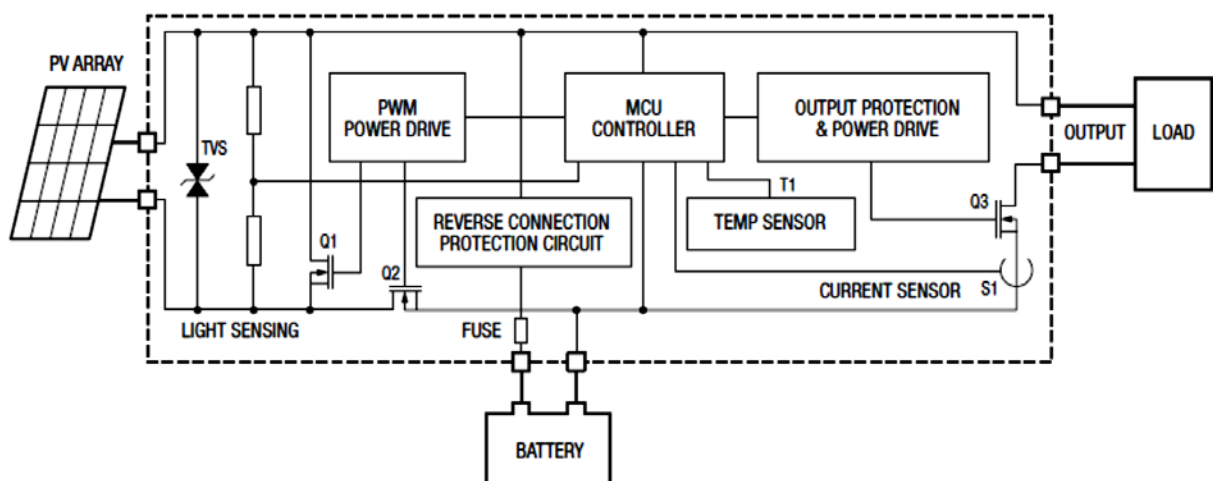 PV ARRAY
TVS
PWM
POWER DRIVE
MCU
CONTROLLER
OUTPUT PROTECTION
& POWER DRIVE
OUTPUT
LOAD
T1
TEMP SENSOR
REVERSE CONNECTION
PROTECTION CIRCUIT
Q1
Q2
Q3
S1
CURRENT SENSOR
LIGHT SENSING
FUSE
BATTERY